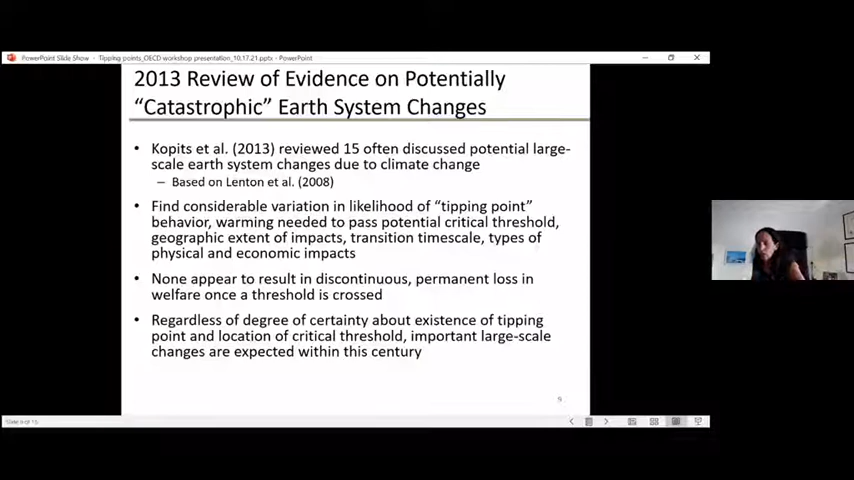 PowerPoint Slide Show - Tipping points_OECD workshop presentation_10.17.21.pptx - PowerPoint
2013 Review of Evidence on Potentially
“Catastrophic” Earth System Changes
• Kopits et al. (2013) reviewed 15 often discussed potential large-
scale earth system changes due to climate change
– Based on Lenton et al. (2008)
• Find considerable variation in likelihood of “tipping point”
behavior, warming needed to pass potential critical threshold,
geographic extent of impacts, transition timescale, types of
physical and economic impacts
• None appear to result in discontinuous, permanent loss in
welfare once a threshold is crossed
• Regardless of degree of certainty about existence of tipping
point and location of critical threshold, important large-scale
changes are expected within this century